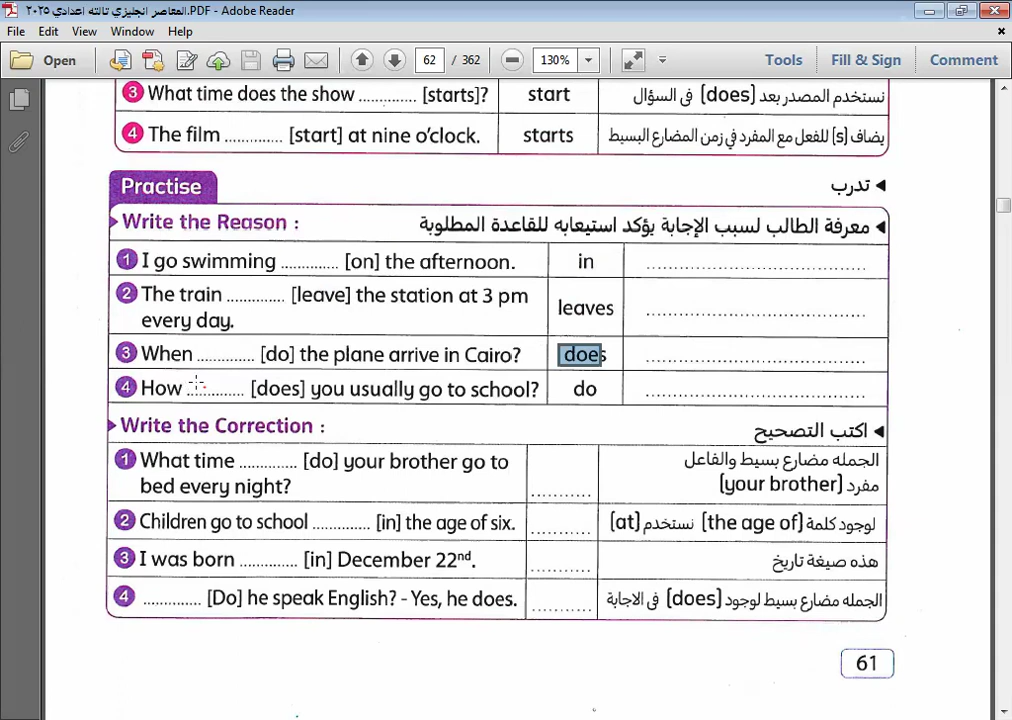 المعاصر انجليزي تالته اعدادي ٢٠٢٥.PDF - Adobe Reader
File Edit View Window Help
Open 62 / 362 130% Tools Fill & Sign Comment
3 What time does the show ............. [starts]? start نستخدم المصدر بعد [does] فى السؤال
4 The film ............. [start] at nine o'clock. starts يضاف [s] للفعل مع المفرد في زمن المضارع البسيط
Practise تدرب
Write the Reason : معرفة الطالب لسبب الإجابة يؤكد استيعابه للقاعدة المطلوبة
1 I go swimming ............. [on] the afternoon. in ..................................
2 The train ............. [leave] the station at 3 pm
every day. leaves ..................................
3 When ............. [do] the plane arrive in Cairo? does ..................................
4 How ............. [does] you usually go to school? do ..................................
Write the Correction : اكتب التصحيح
1 What time ............. [do] your brother go to
bed every night? ............. الجمله مضارع بسيط والفاعل
مفرد [your brother]
2 Children go to school ............. [in] the age of six. ............. لوجود كلمة [the age of] نستخدم [at]
3 I was born ............. [in] December 22nd. ............. هذه صيغة تاريخ
4 ............. [Do] he speak English? - Yes, he does. ............. الجمله مضارع بسيط لوجود [does] فى الاجابة
61